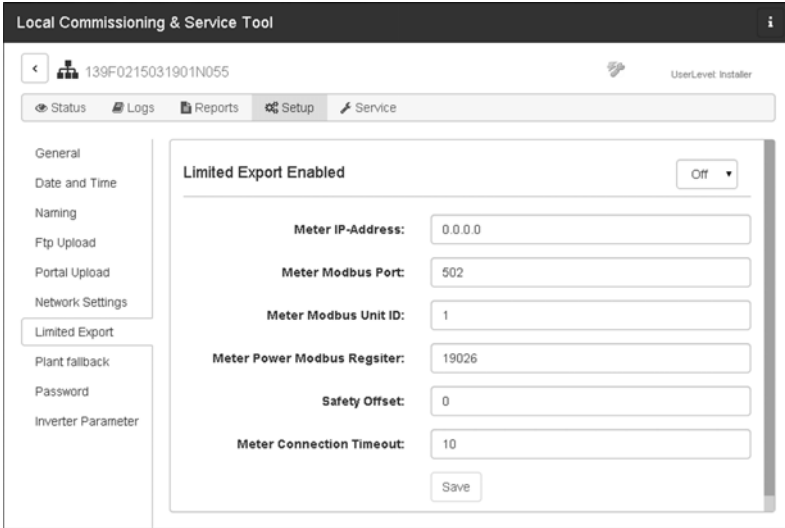 Local Commissioning & Service Tool
i
139F0215031901N055
UserLevel: Installer
Status Logs Reports Setup Service
General
Date and Time
Naming
Ftp Upload
Portal Upload
Network Settings
Limited Export
Plant fallback
Password
Inverter Parameter
Limited Export Enabled
Off
Meter IP-Address: 0.0.0.0
Meter Modbus Port: 502
Meter Modbus Unit ID: 1
Meter Power Modbus Regsiter: 19026
Safety Offset: 0
Meter Connection Timeout: 10
Save